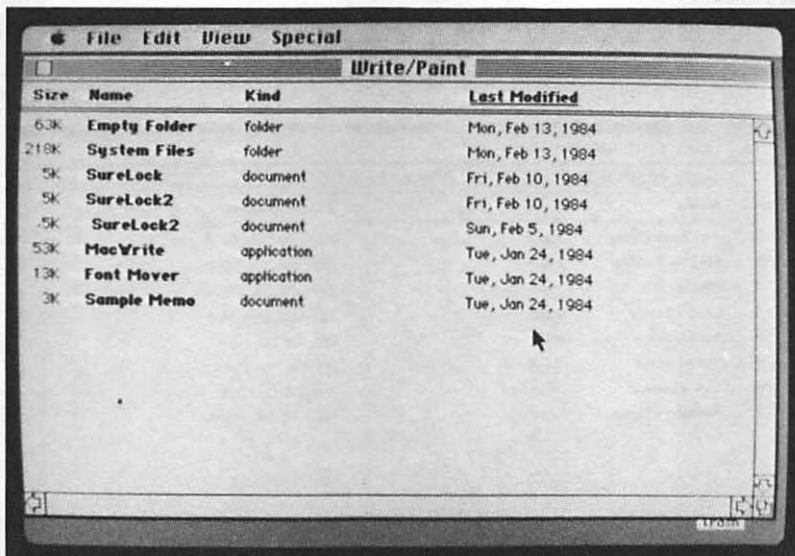 File Edit View Special
Write/Paint
Size Name Kind Last Modified
63K Empty Folder folder Mon, Feb 13, 1984
218K System Files folder Mon, Feb 13, 1984
5K SureLock document Fri, Feb 10, 1984
5K SureLock2 document Fri, Feb 10, 1984
.5K SureLock2 document Sun, Feb 5, 1984
53K MacWrite application Tue, Jan 24, 1984
13K Font Mover application Tue, Jan 24, 1984
3K Sample Memo document Tue, Jan 24, 1984